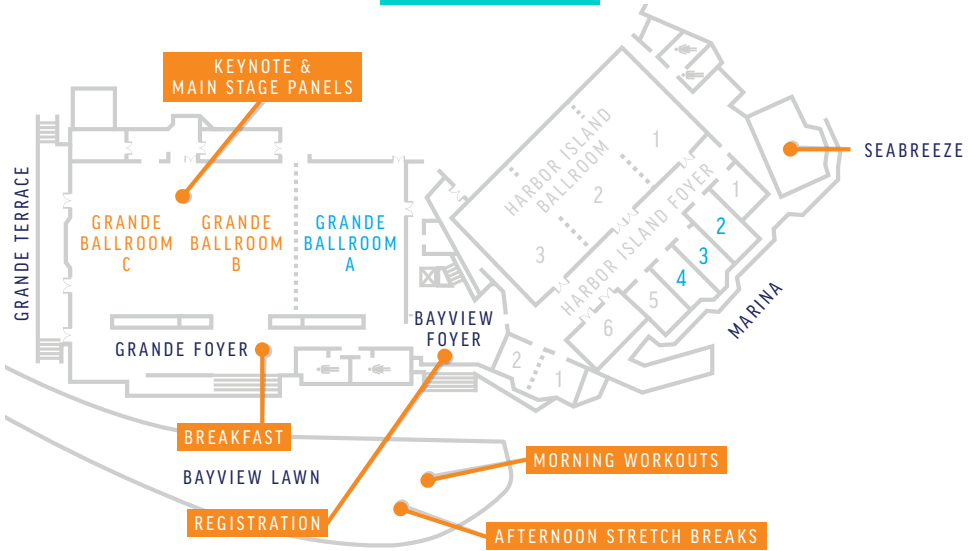 KEYNOTE &
MAIN STAGE PANELS
SEABREEZE
GRANDE TERRACE
GRANDE
BALLROOM
C
GRANDE
BALLROOM
B
GRANDE
BALLROOM
A
HARBOR ISLAND
BALLROOM
1
2
3
HARBOR ISLAND FOYER
1
2
3
4
5
6
MARINA
BAYVIEW
FOYER
2
1
GRANDE FOYER
BREAKFAST
BAYVIEW LAWN
MORNING WORKOUTS
REGISTRATION
AFTERNOON STRETCH BREAKS